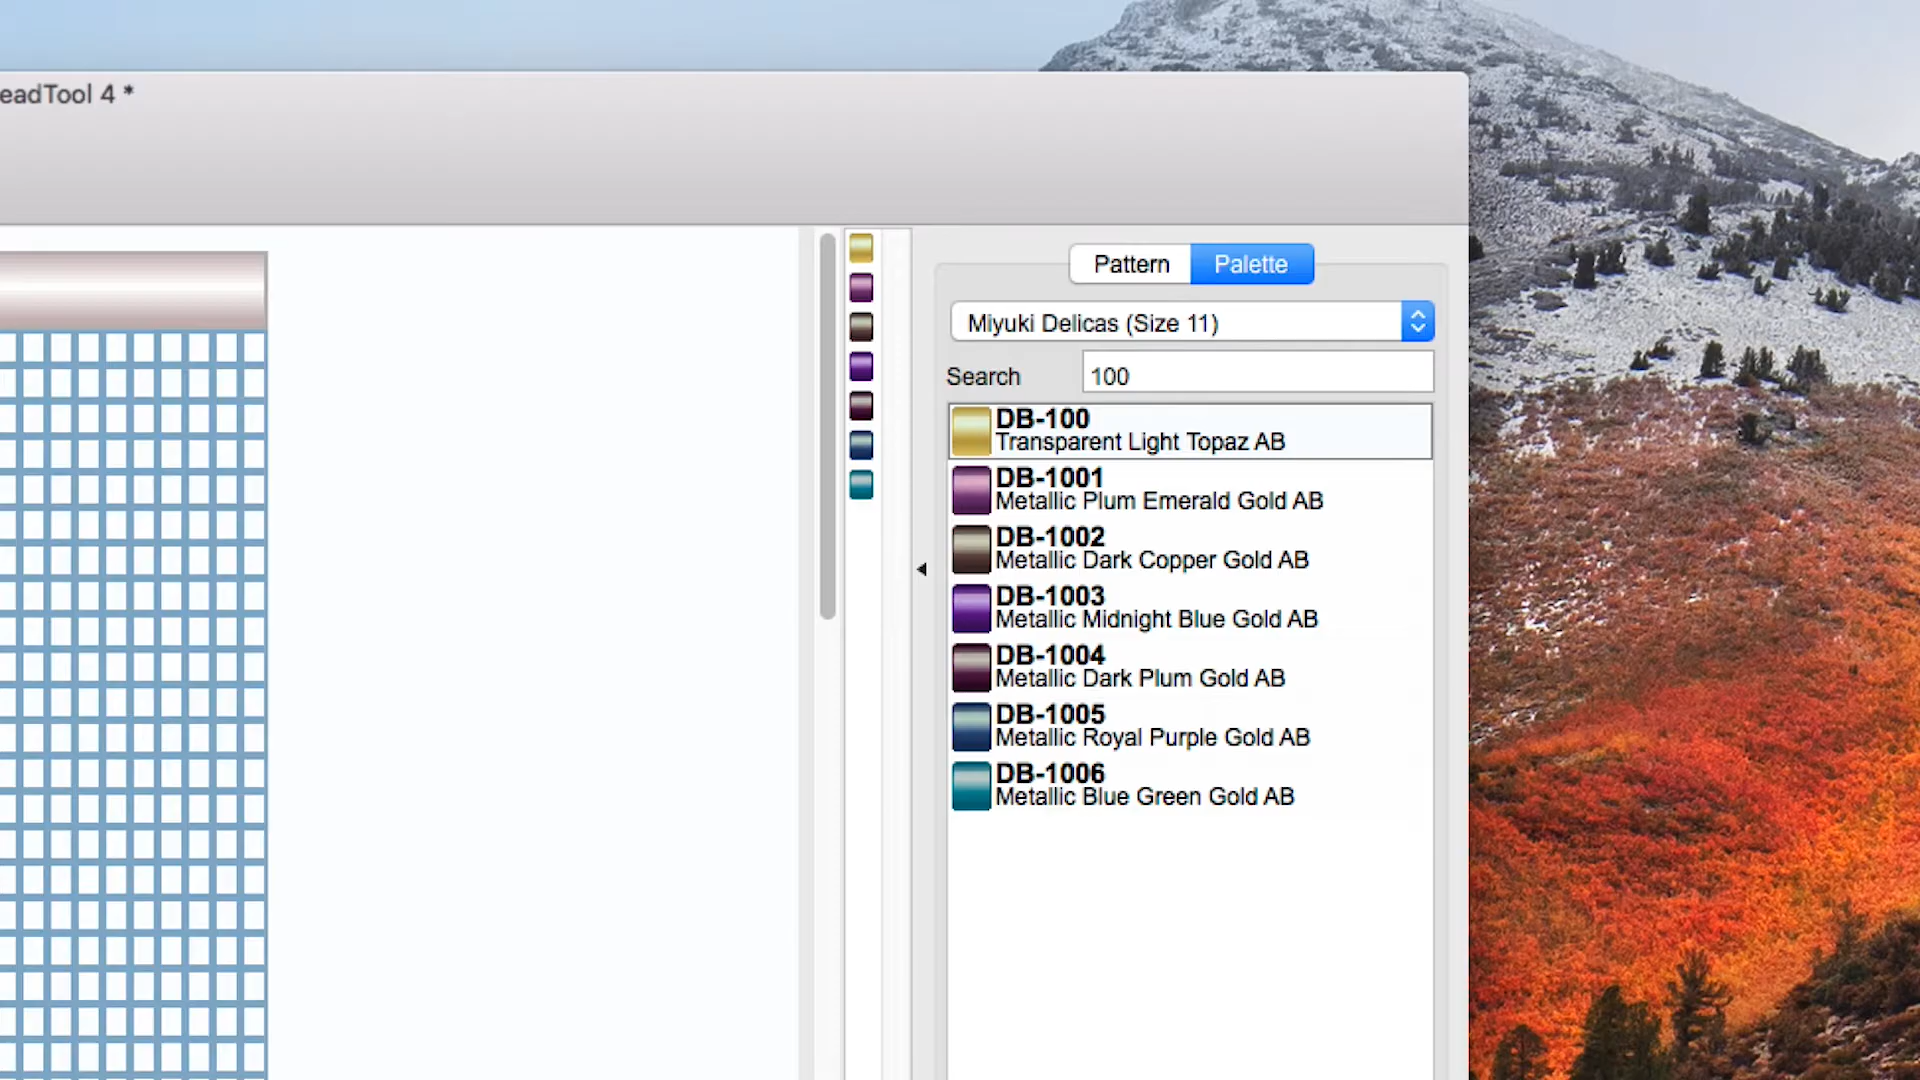 eadTool 4 *
Pattern
Palette
Miyuki Delicas (Size 11)
Search
100
DB-100
Transparent Light Topaz AB
DB-1001
Metallic Plum Emerald Gold AB
DB-1002
Metallic Dark Copper Gold AB
DB-1003
Metallic Midnight Blue Gold AB
DB-1004
Metallic Dark Plum Gold AB
DB-1005
Metallic Royal Purple Gold AB
DB-1006
Metallic Blue Green Gold AB